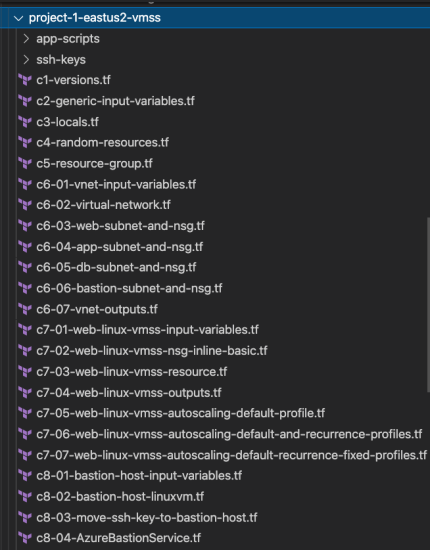 project-1-eastus2-vmss
app-scripts
ssh-keys
c1-versions.tf
c2-generic-input-variables.tf
c3-locals.tf
c4-random-resources.tf
c5-resource-group.tf
c6-01-vnet-input-variables.tf
c6-02-virtual-network.tf
c6-03-web-subnet-and-nsg.tf
c6-04-app-subnet-and-nsg.tf
c6-05-db-subnet-and-nsg.tf
c6-06-bastion-subnet-and-nsg.tf
c6-07-vnet-outputs.tf
c7-01-web-linux-vmss-input-variables.tf
c7-02-web-linux-vmss-nsg-inline-basic.tf
c7-03-web-linux-vmss-resource.tf
c7-04-web-linux-vmss-outputs.tf
c7-05-web-linux-vmss-autoscaling-default-profile.tf
c7-06-web-linux-vmss-autoscaling-default-and-recurrence-profiles.tf
c7-07-web-linux-vmss-autoscaling-default-recurrence-fixed-profiles.tf
c8-01-bastion-host-input-variables.tf
c8-02-bastion-host-linuxvm.tf
c8-03-move-ssh-key-to-bastion-host.tf
c8-04-AzureBastionService.tf